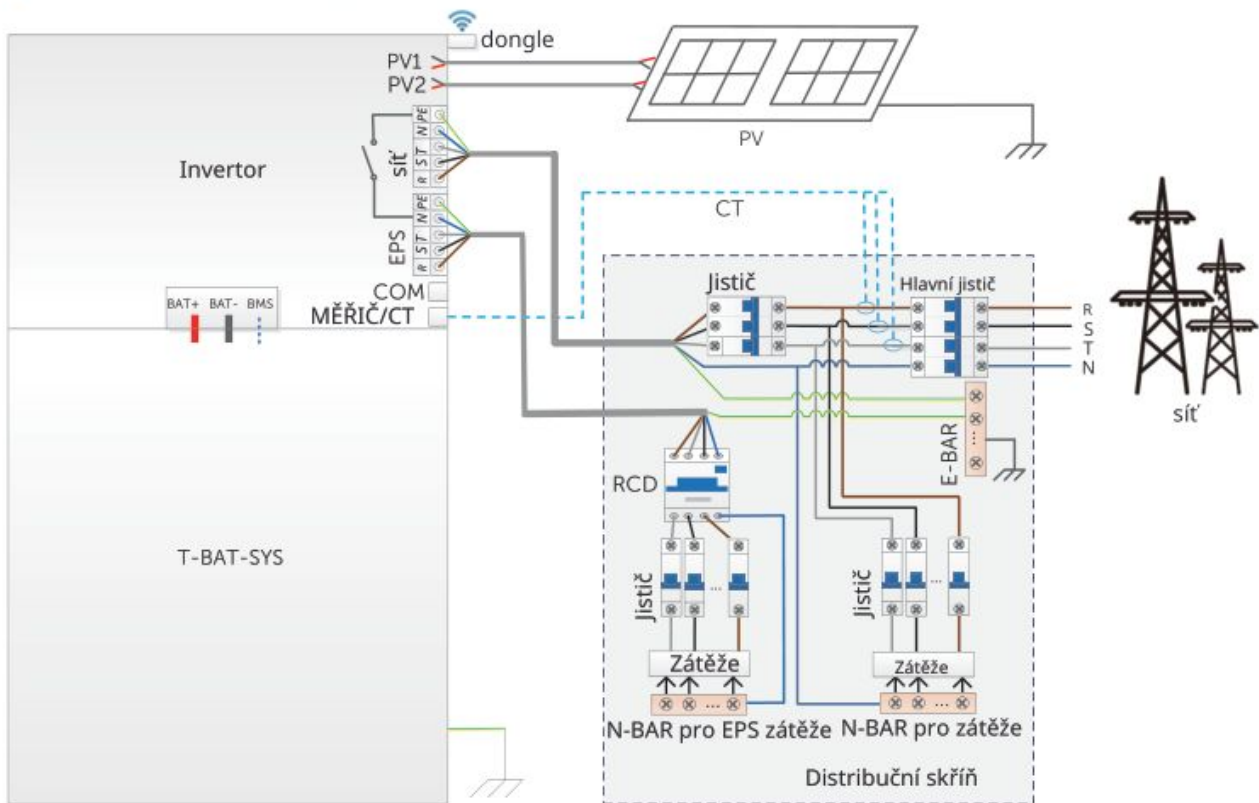 dongle
PV1
PV2
PV
PE
N
T
S
R
síť
Invertor
PE
N
T
S
R
EPS
CT
COM
MĚŘIČ/CT
BAT+ BAT- BMS
Jistič
Hlavní jistič
R
S
T
N
síť
E-BAR
RCD
T-BAT-SYS
Jistič
...
Jistič
...
Zátěže
Zátěže
...
...
N-BAR pro EPS zátěže
N-BAR pro zátěže
Distribuční skříň